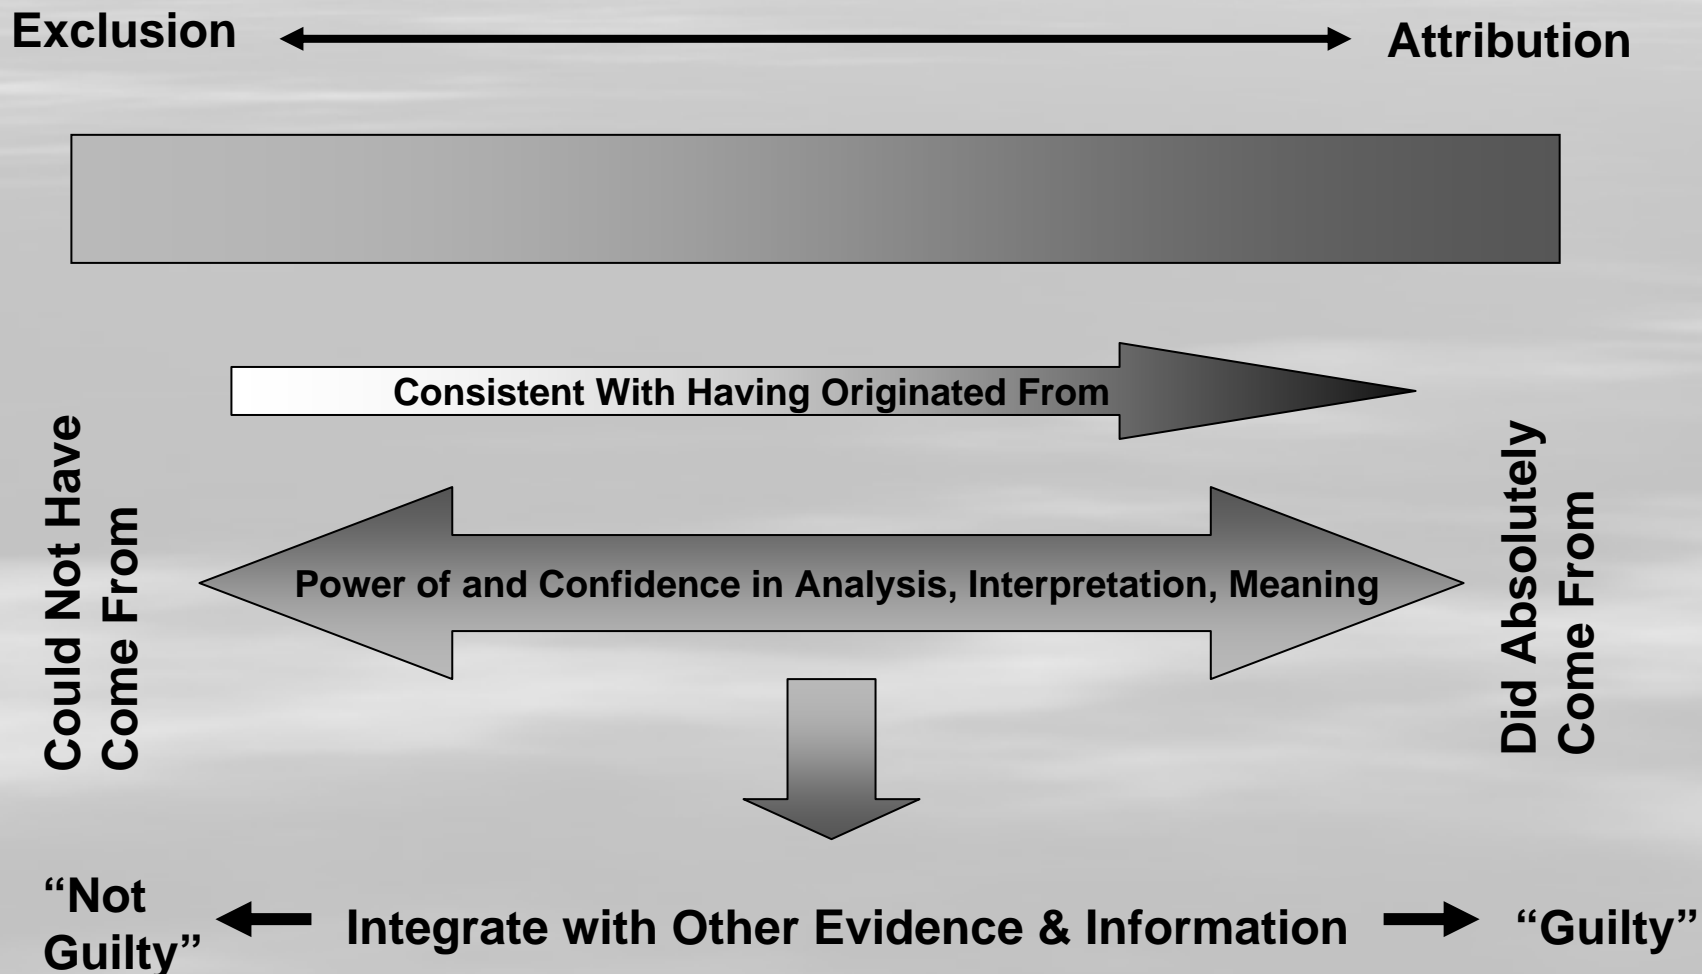 Exclusion
Attribution
Consistent With Having Originated From
Could Not Have
Come From
Power of and Confidence in Analysis, Interpretation, Meaning
Did Absolutely
Come From
“Not
Guilty”
Integrate with Other Evidence & Information
“Guilty”